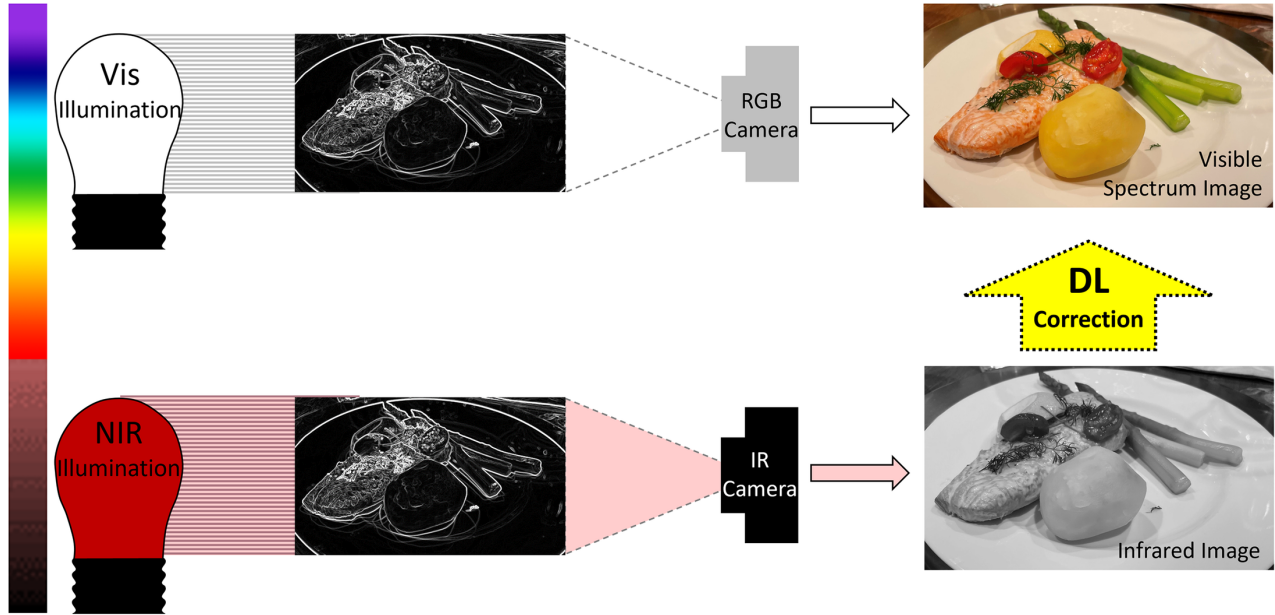 Vis
Illumination
RGB
Camera
Visible
Spectrum Image
DL
Correction
NIR
Illumination
IR
Camera
Infrared Image